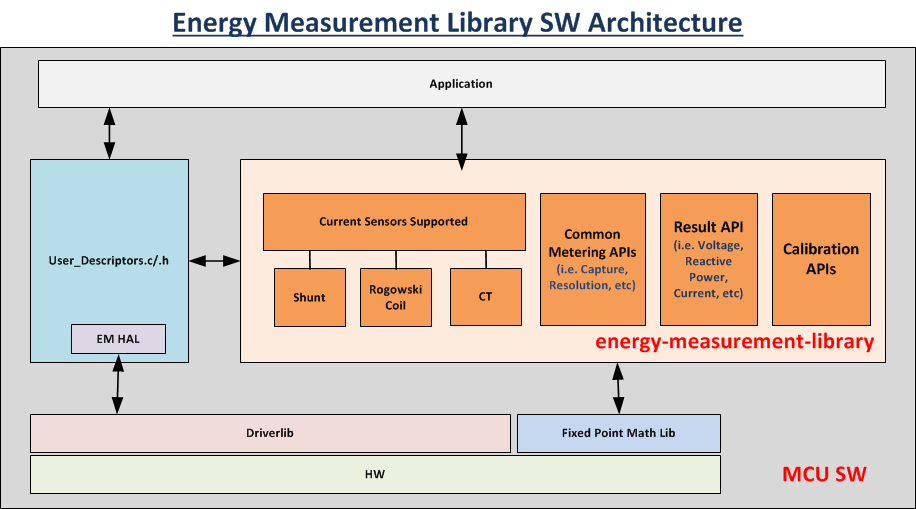 Energy Measurement Library SW Architecture
Application
User_Descriptors.c/.h
EM HAL
Current Sensors Supported
Shunt
Rogowski
Coil
CT
Common
Metering APIs
(i.e. Capture,
Resolution, etc)
Result API
(i.e. Voltage,
Reactive
Power,
Current, etc)
Calibration
APIs
energy-measurement-library
Driverlib
Fixed Point Math Lib
HW
MCU SW